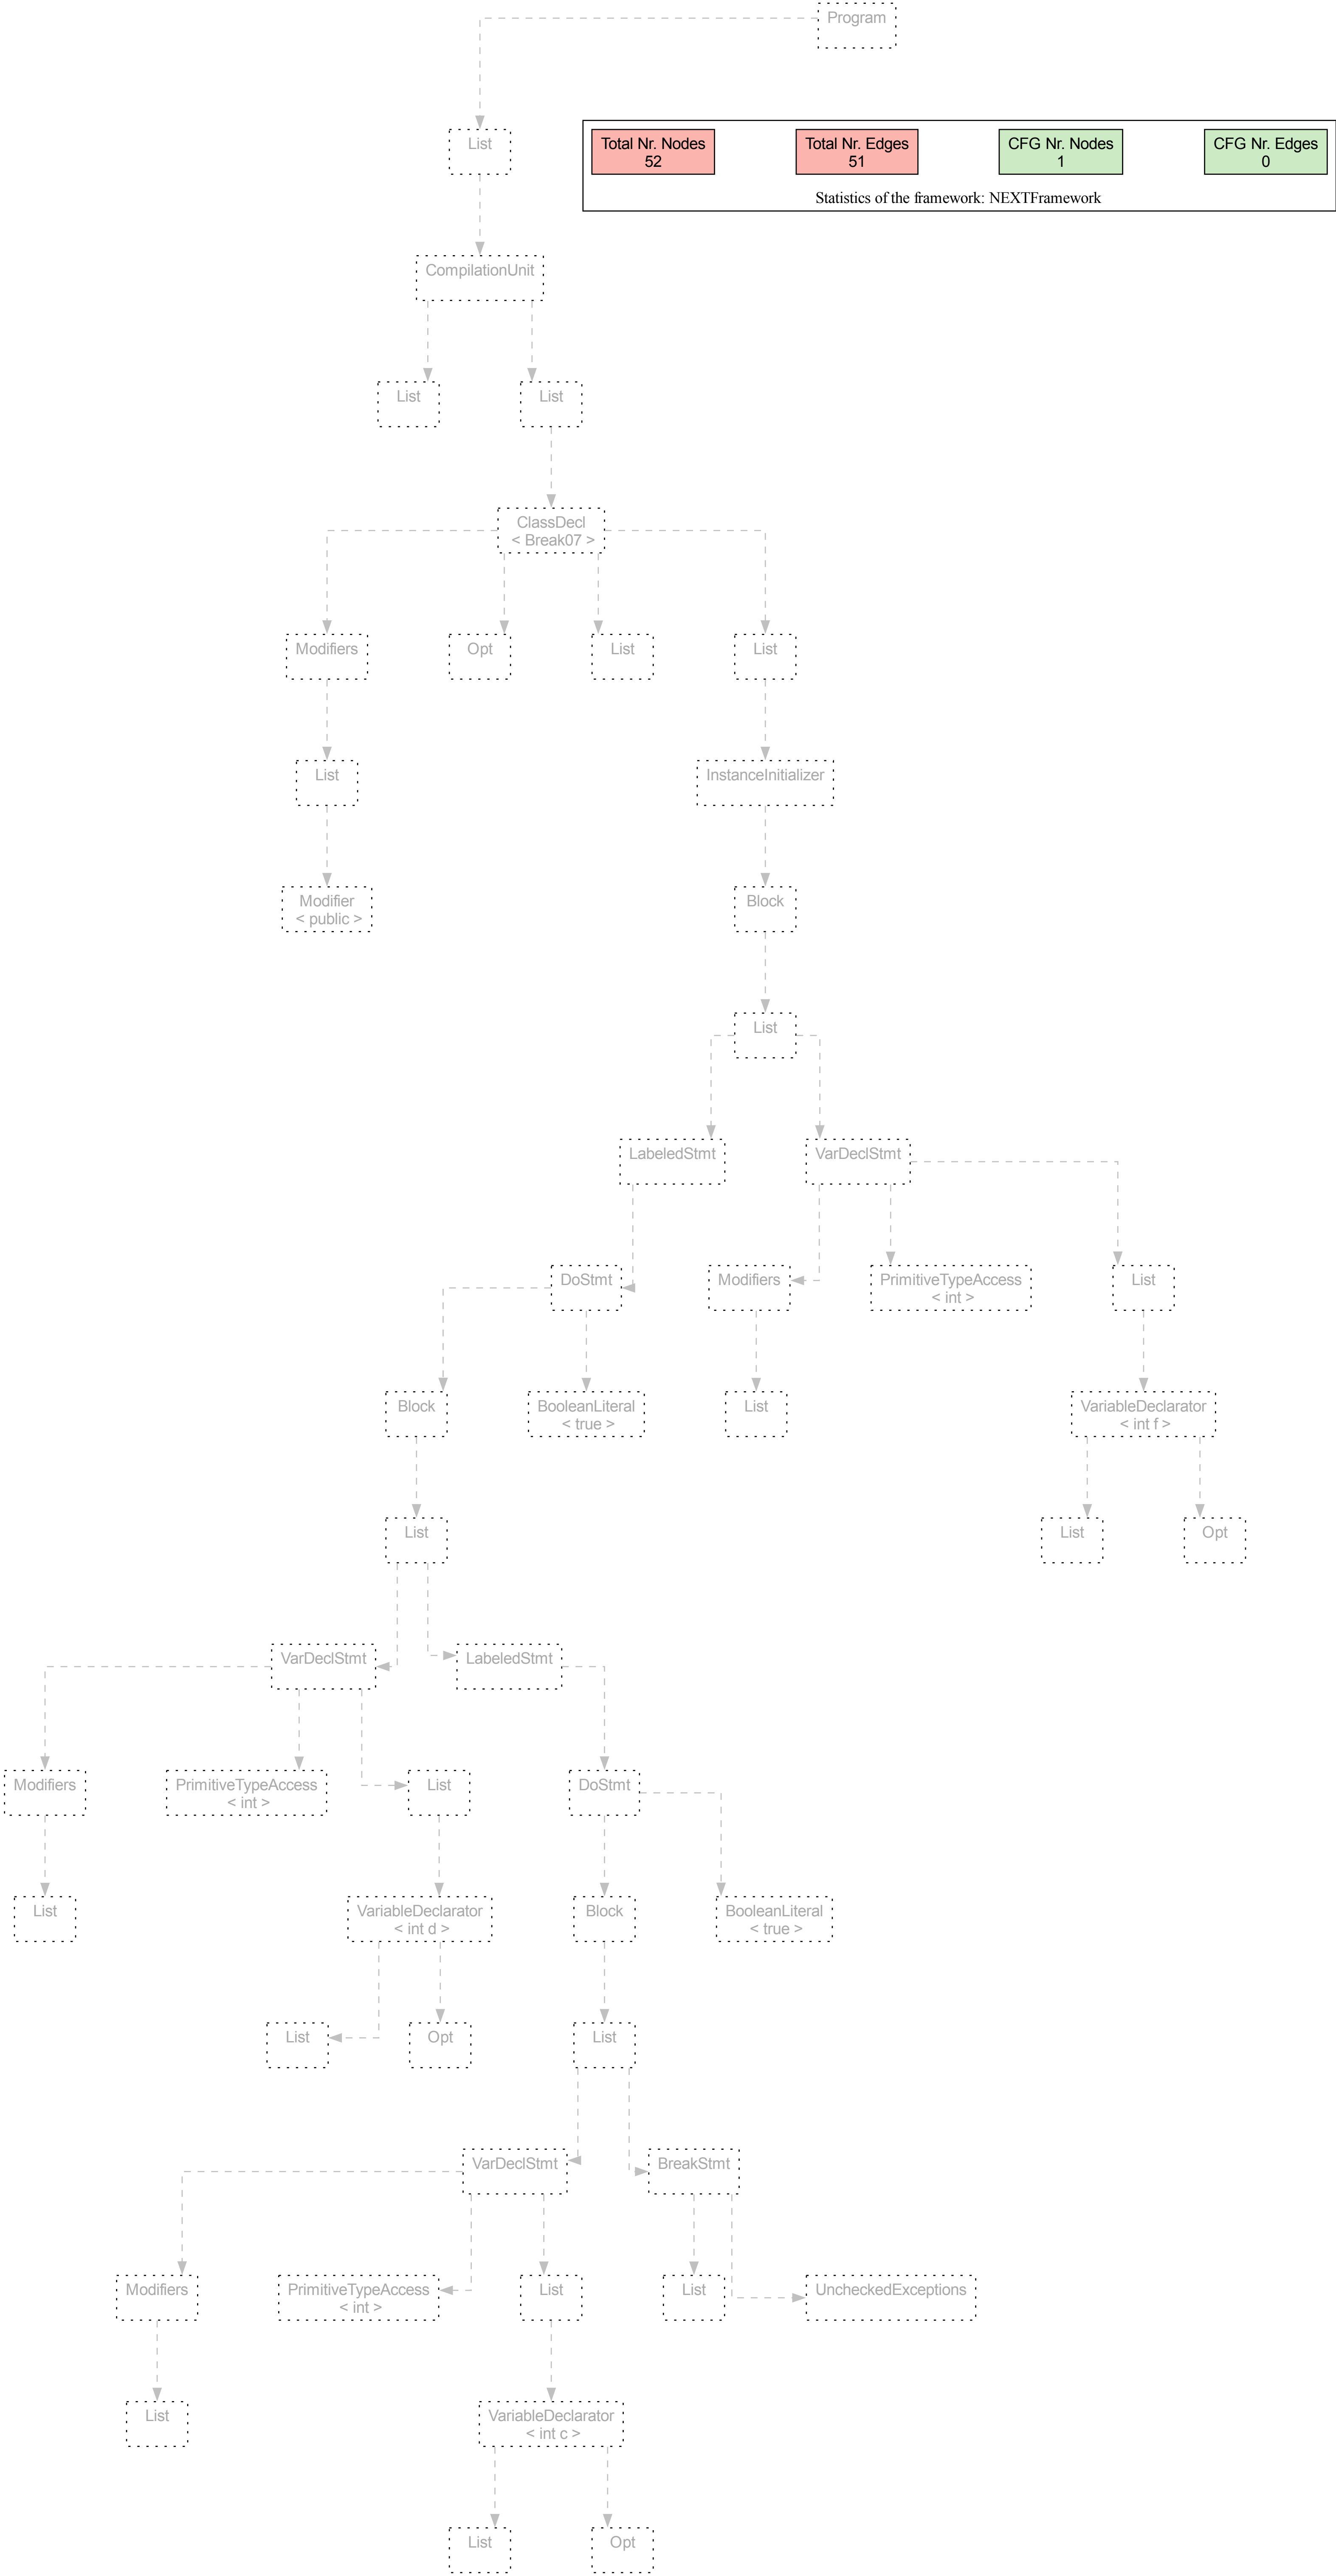 Program
List
Total Nr. Nodes
52
Total Nr. Edges
51
CFG Nr. Nodes
1
CFG Nr. Edges
0
Statistics of the framework: NEXTFramework
CompilationUnit
List
List
ClassDecl
< Break07 >
Modifiers
Opt
List
List
List
InstanceInitializer
Modifier
< public >
Block
List
LabeledStmt
VarDeclStmt
DoStmt
Modifiers
PrimitiveTypeAccess
< int >
List
Block
BooleanLiteral
< true >
List
VariableDeclarator
< int f >
List
List
Opt
VarDeclStmt
LabeledStmt
Modifiers
PrimitiveTypeAccess
< int >
List
DoStmt
List
VariableDeclarator
< int d >
Block
BooleanLiteral
< true >
List
Opt
List
VarDeclStmt
BreakStmt
Modifiers
PrimitiveTypeAccess
< int >
List
List
UncheckedExceptions
List
VariableDeclarator
< int c >
List
Opt